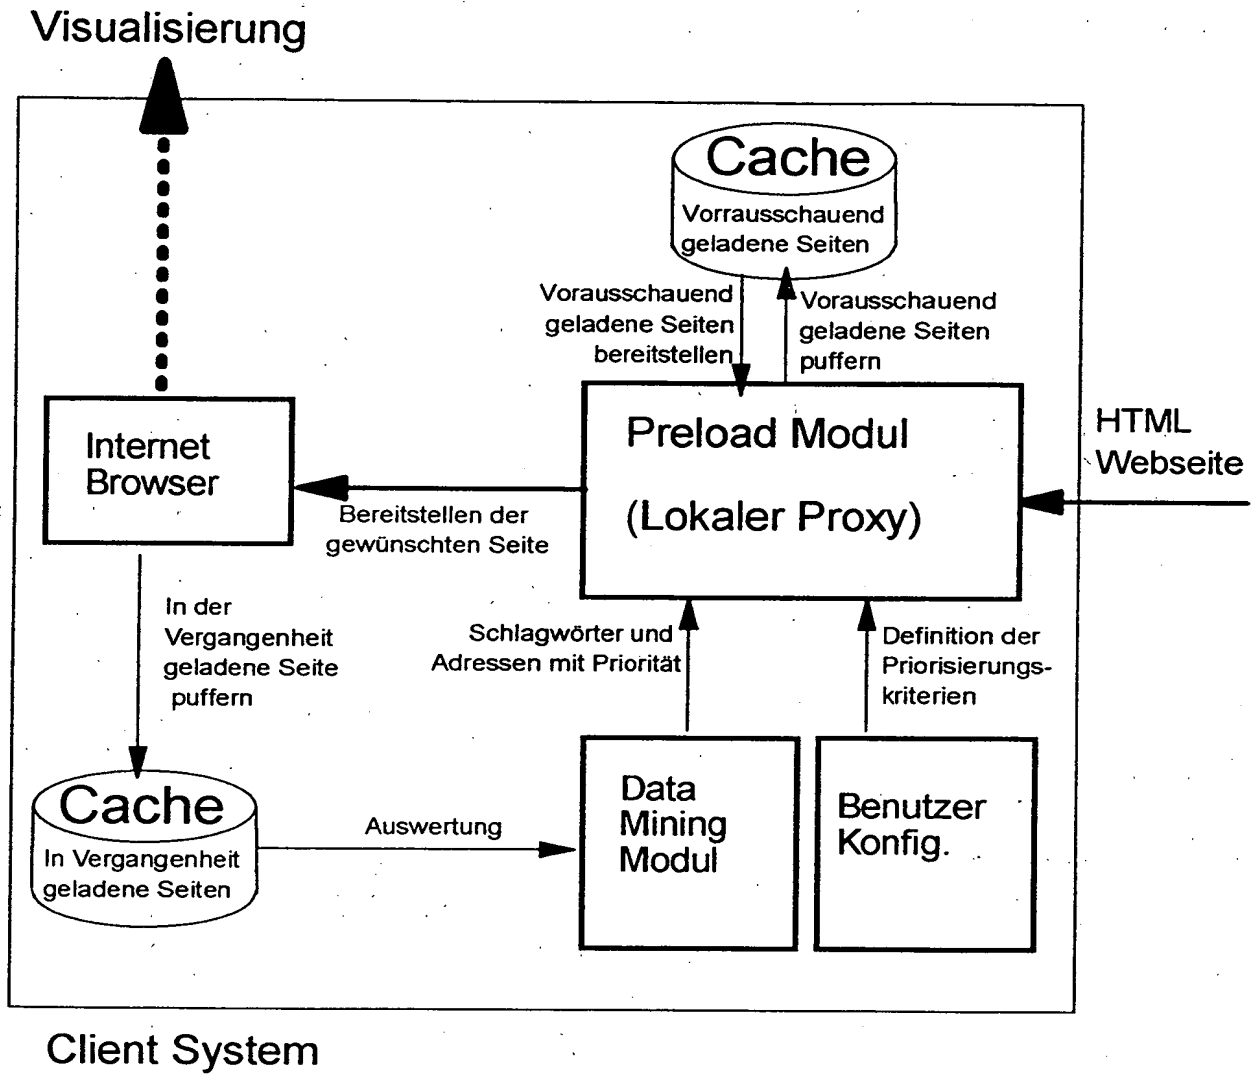 Visualisierung
Cache
Vorrausschauend
geladene Seiten
Vorausschauend
geladene Seiten
bereitstellen
Vorausschauend
geladene Seiten
puffern
Internet
Browser
Preload Modul
(Lokaler Proxy)
HTML
Webseite
Bereitstellen der
gewünschten Seite
In der
Vergangenheit
geladene Seite
puffern
Schlagwörter und
Adressen mit Priorität
Definition der
Priorisierungs-
kriterien
Cache
In Vergangenheit
geladene Seiten
Auswertung
Data
Mining
Modul
Benutzer
Konfig.
Client System